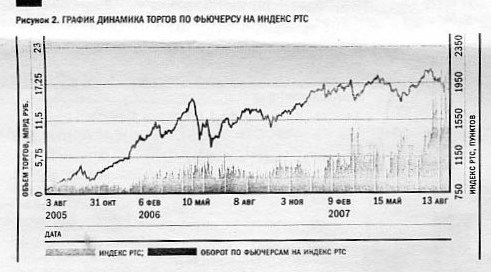 Рисунок 2. ГРАФИК ДИНАМИКА ТОРГОВ ПО ФЬЮЧЕРСУ НА ИНДЕКС РТС
ОБЪЕМ ТОРГОВ, МЛРД РУБ.
23
17,25
11,5
5,75
0
2350
1950
1550
1150
750
ИНДЕКС РТС, ПУНКТОВ
3 АВГ 31 ОКТ 6 ФЕВ 10 МАЙ 8 АВГ 3 НОЯ 9 ФЕВ 15 МАЙ 13 АВГ
2005 2006 2007
ДАТА
ИНДЕКС РТС; ОБОРОТ ПО ФЬЮЧЕРСАМ НА ИНДЕКС РТС